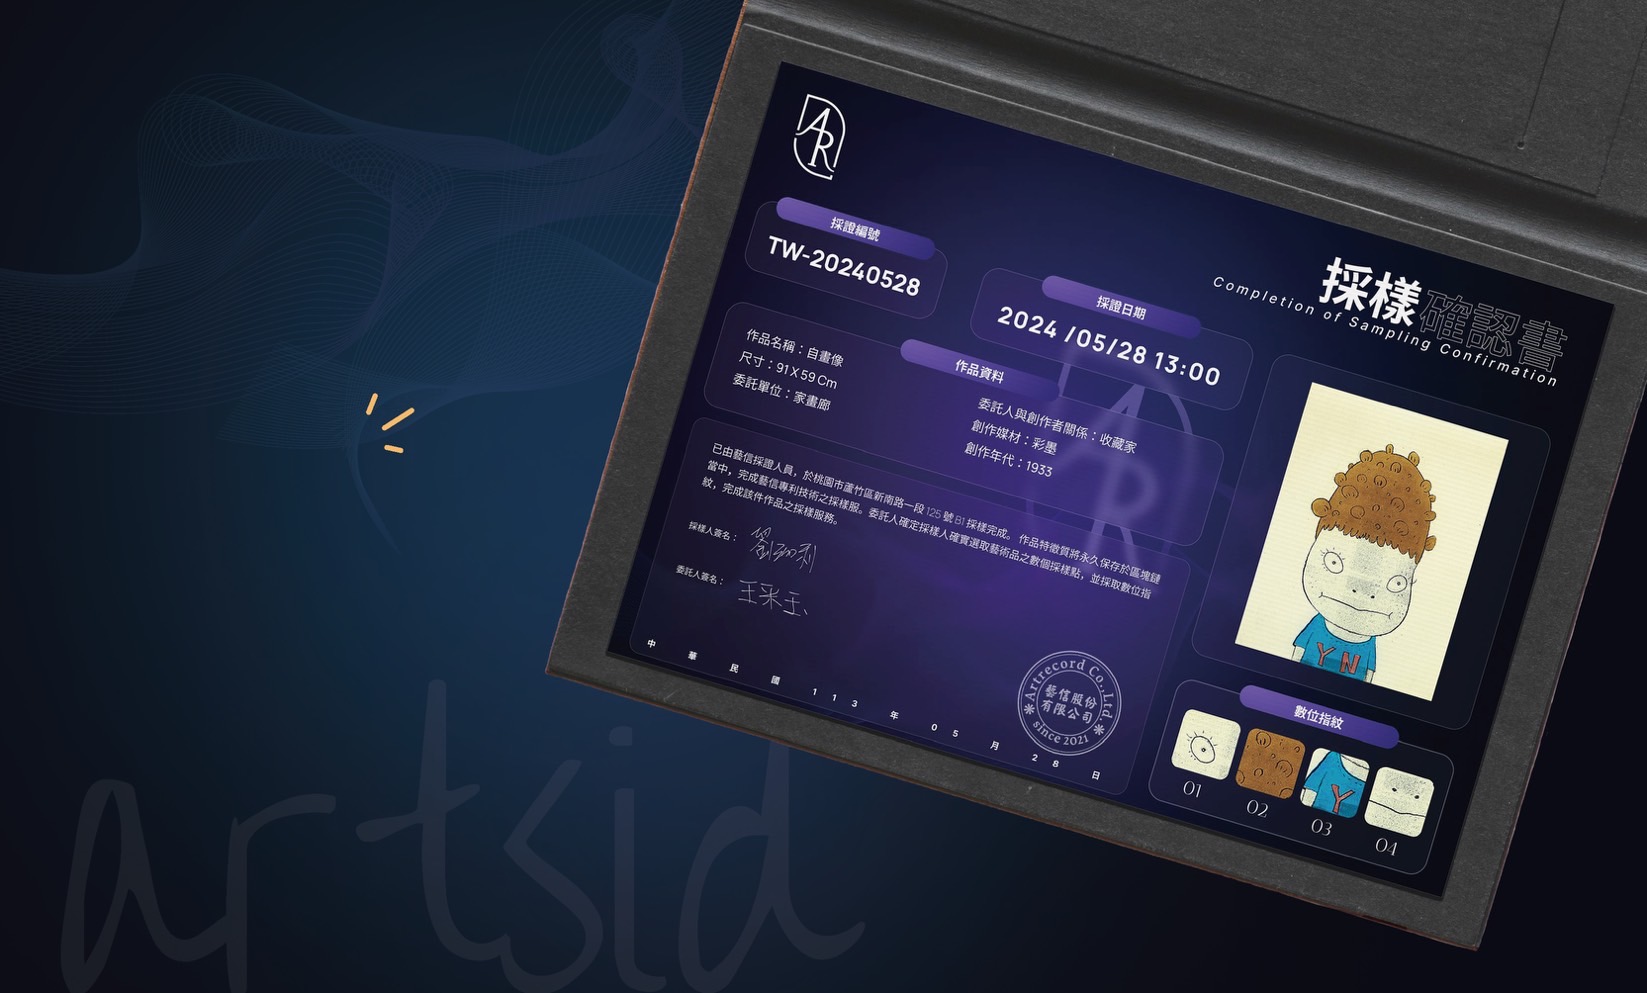 AR
採證編號
TW-20240528
採證日期
2024 /05/28 13:00
採樣確認書
Completion of Sampling Confirmation
作品資料
作品名稱：自畫像
尺寸：91 X 59 Cm
委託單位：家畫廊
委託人與創作者關係：收藏家
創作媒材：彩墨
創作年代：1933
已由藝信採證人員，於桃園市蘆竹區新南路一段 125 號 B1 採樣完成。 作品特徵質將永久保存於區塊鏈
當中，完成藝信專利技術之採樣服。委託人確定採樣人確實選取藝術品之數個採樣點，並採取數位指
紋，完成該件作品之採樣服務。
採樣人簽名：
委託人簽名：王采玉
中華民國 113 年 05 月 28 日
Artrecord Co.,Ltd.
藝信股份
有限公司
since 2021
Y N
數位指紋
Y
01
02
03
04
artsid